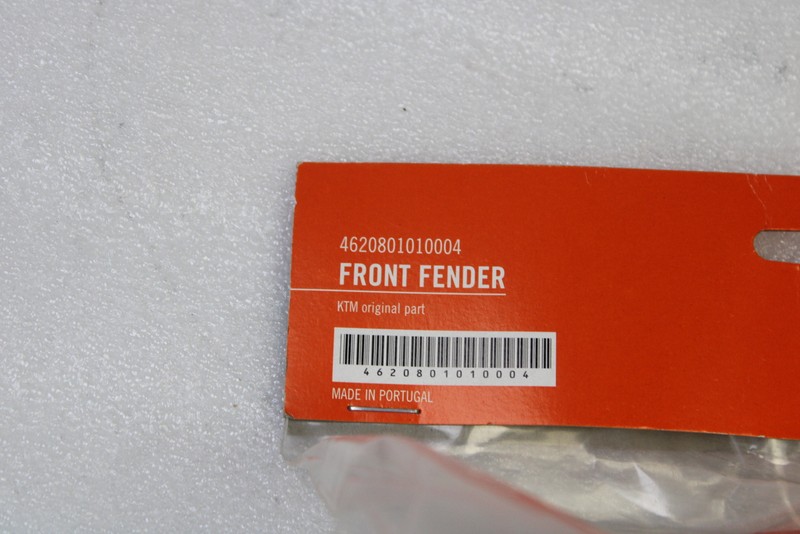 4620801010004
FRONT FENDER
KTM original part
4620801010004
MADE IN PORTUGAL